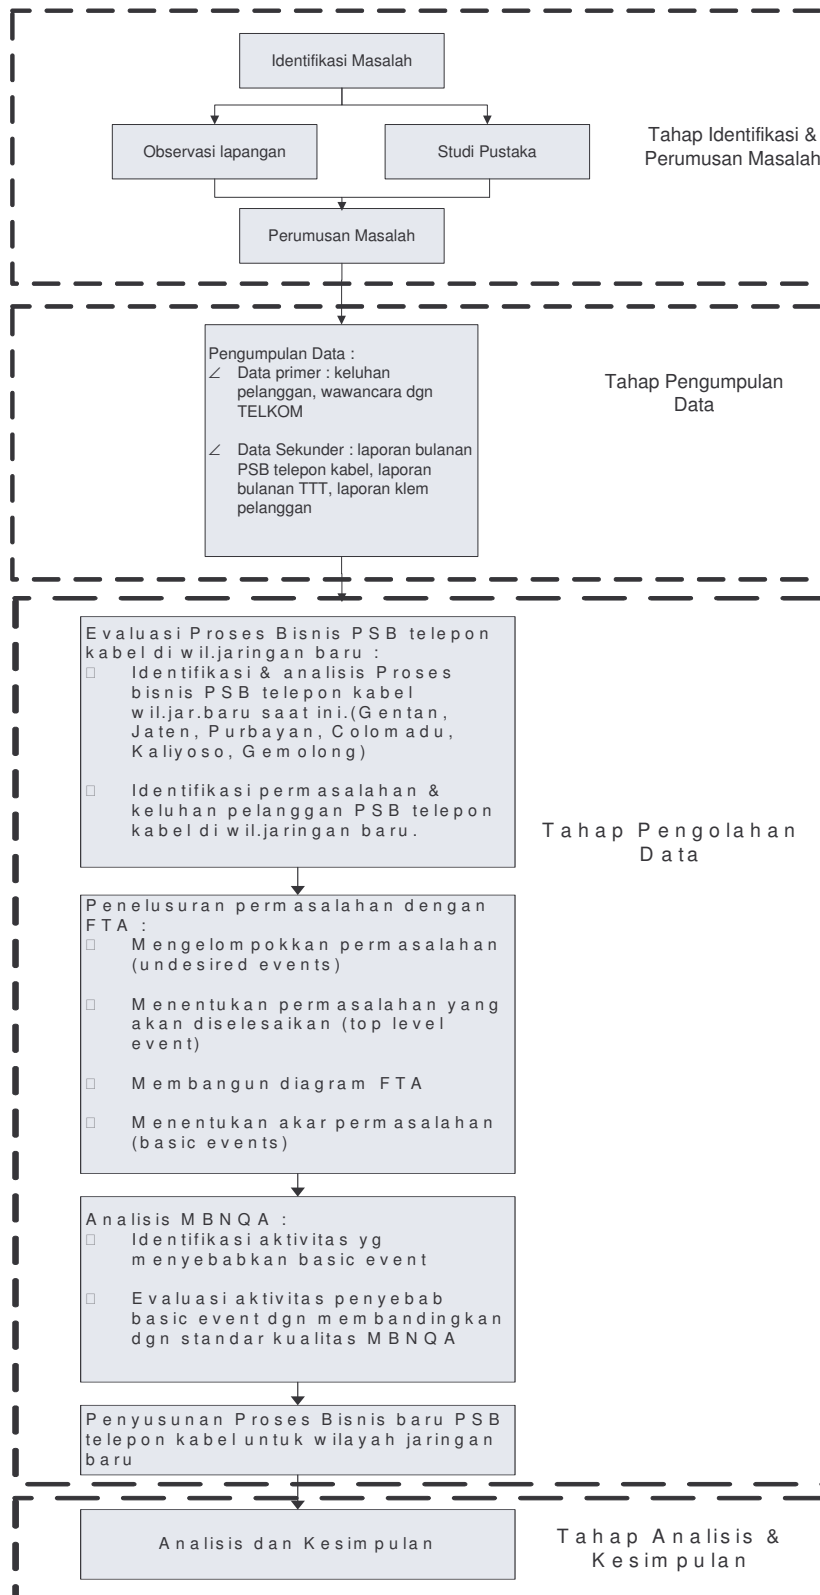 Identifikasi Masalah
Observasi lapangan
Studi Pustaka
Tahap Identifikasi &
Perumusan Masalah
Perumusan Masalah
Pengumpulan Data :
∠ Data primer : keluhan
pelanggan, wawancara dgn
TELKOM
∠ Data Sekunder : laporan bulanan
PSB telepon kabel, laporan
bulanan TTT, laporan klem
pelanggan
Tahap Pengumpulan
Data
Evaluasi Proses Bisnis PSB telepon
kabel di wil.jaringan baru :
□ Identifikasi & analisis Proses
bisnis PSB telepon kabel
wil.jar.baru saat ini.(Gentan,
Jaten, Purbayan, Colomadu,
Kaliyoso, Gemolong)
□ Identifikasi permasalahan &
keluhan pelanggan PSB telepon
kabel di wil.jaringan baru.
Tahap Pengolahan
Data
Penelusuran permasalahan dengan
FTA :
□ Mengelompokkan permasalahan
(undesired events)
□ Menentukan permasalahan yang
akan diselesaikan (top level
event)
□ Membangun diagram FTA
□ Menentukan akar permasalahan
(basic events)
Analisis MBNQA :
□ Identifikasi aktivitas yg
menyebabkan basic event
□ Evaluasi aktivitas penyebab
basic event dgn membandingkan
dgn standar kualitas MBNQA
Penyusunan Proses Bisnis baru PSB
telepon kabel untuk wilayah jaringan
baru
Analisis dan Kesimpulan
Tahap Analisis &
Kesimpulan